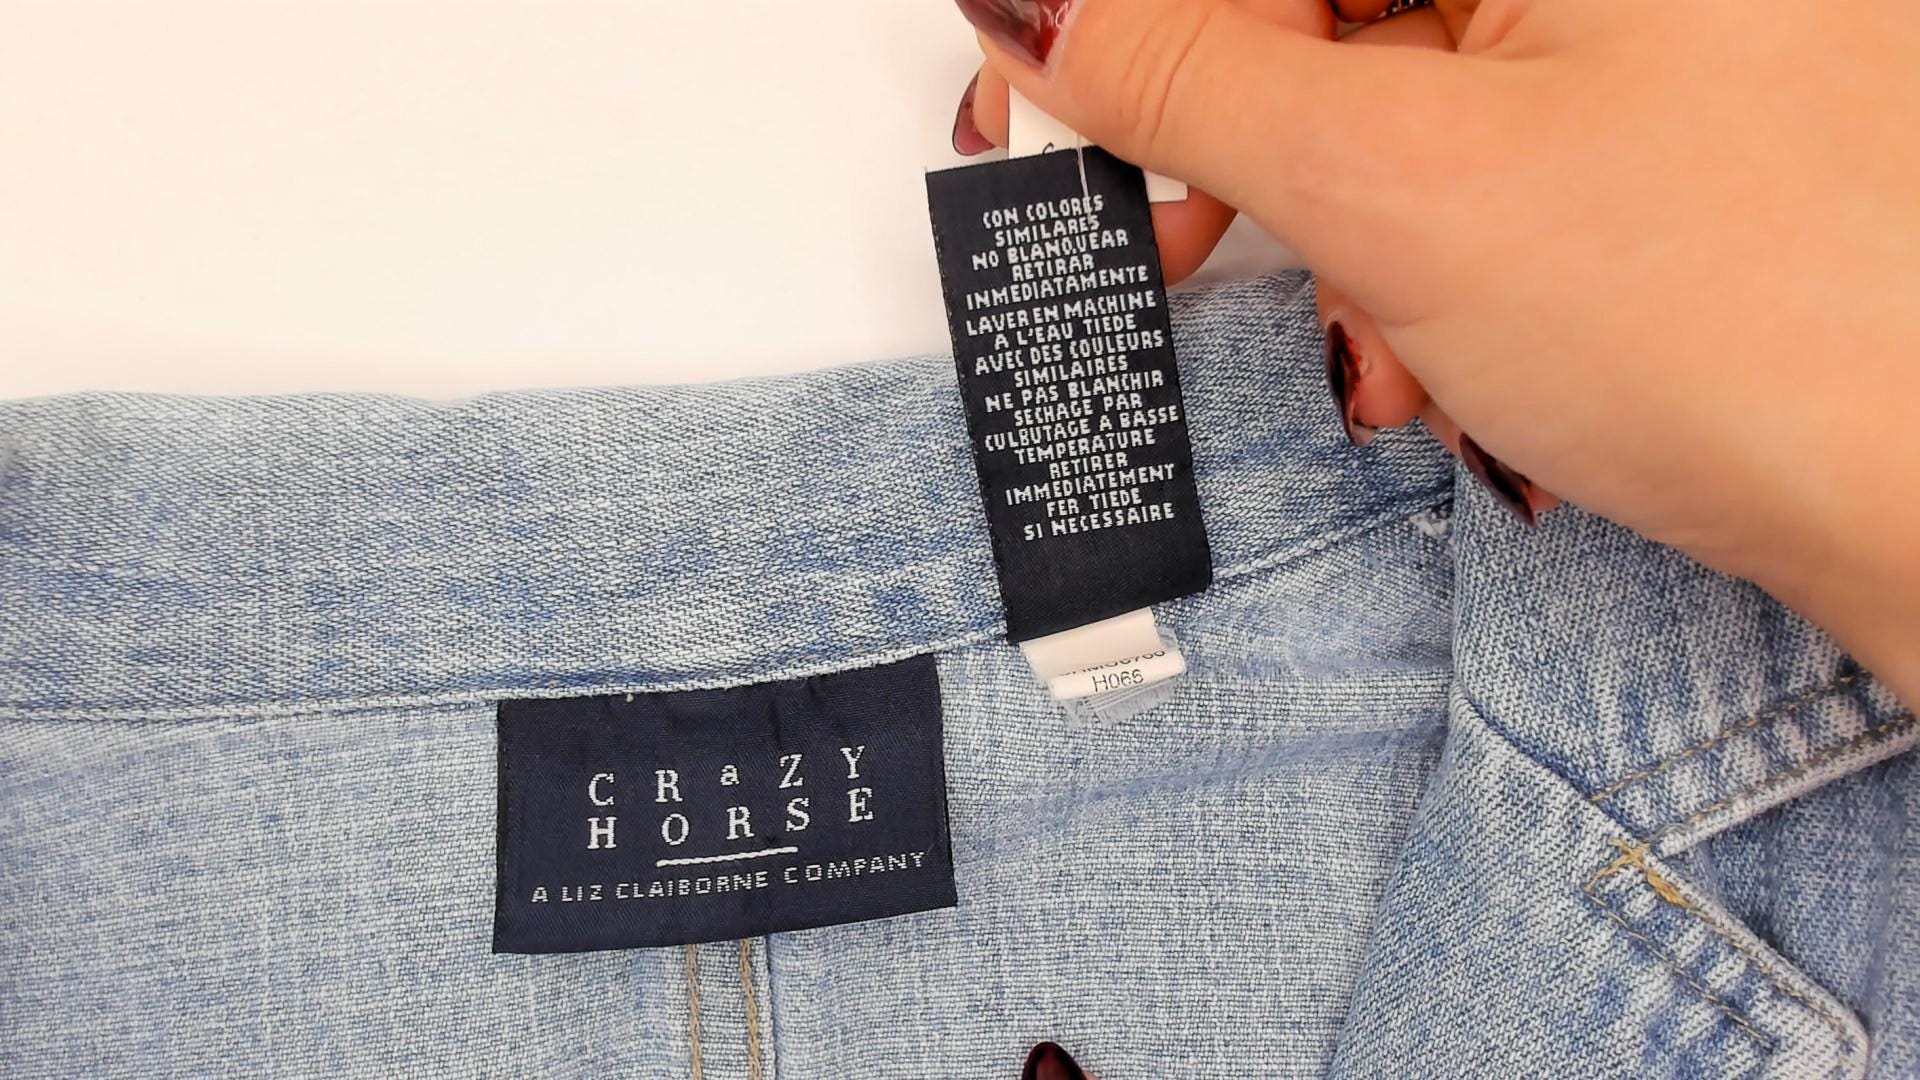 CON COLORES
SIMILARES
NO BLANQUEAR
RETIRAR
INMEDIATAMENTE
LAVER EN MACHINE
A L'EAU TIEDE
AVEC DES COULEURS
SIMILAIRES
NE PAS BLANCHIR
SECHAGE PAR
CULBUTAGE A BASSE
TEMPERATURE
RETIRER
IMMEDIATEMENT
FER TIEDE
SI NECESSAIRE
H066
CRaZY
HORSE
A LIZ CLAIBORNE COMPANY